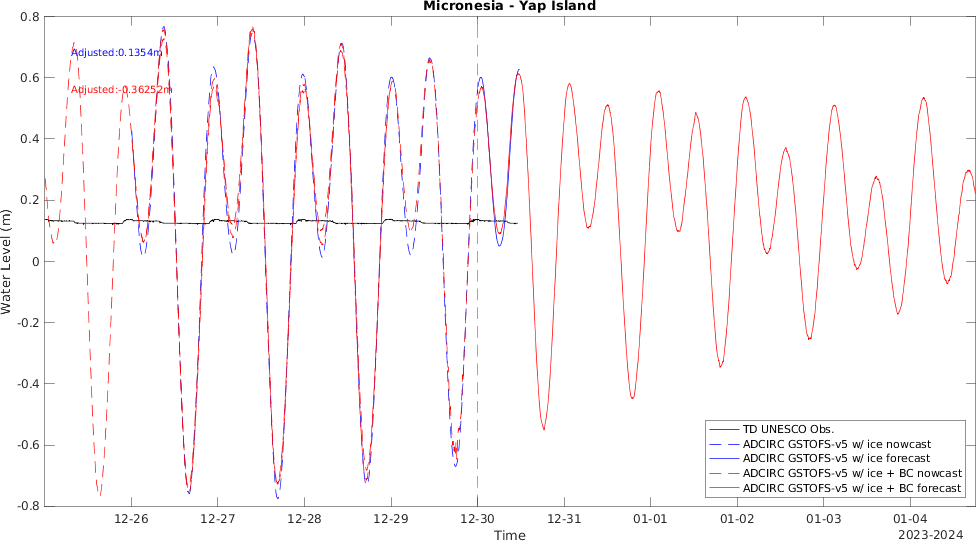 Micronesia - Yap Island
Water Level (m)
0.8
0.6
0.4
0.2
0
-0.2
-0.4
-0.6
-0.8
Adjusted:0.1354m
Adjusted:-0.36252m
TD UNESCO Obs.
ADCIRC GSTOFS-v5 w/ ice nowcast
ADCIRC GSTOFS-v5 w/ ice forecast
ADCIRC GSTOFS-v5 w/ ice + BC nowcast
ADCIRC GSTOFS-v5 w/ ice + BC forecast
12-26 12-27 12-28 12-29 12-30 12-31 01-01 01-02 01-03 01-04
Time
2023-2024